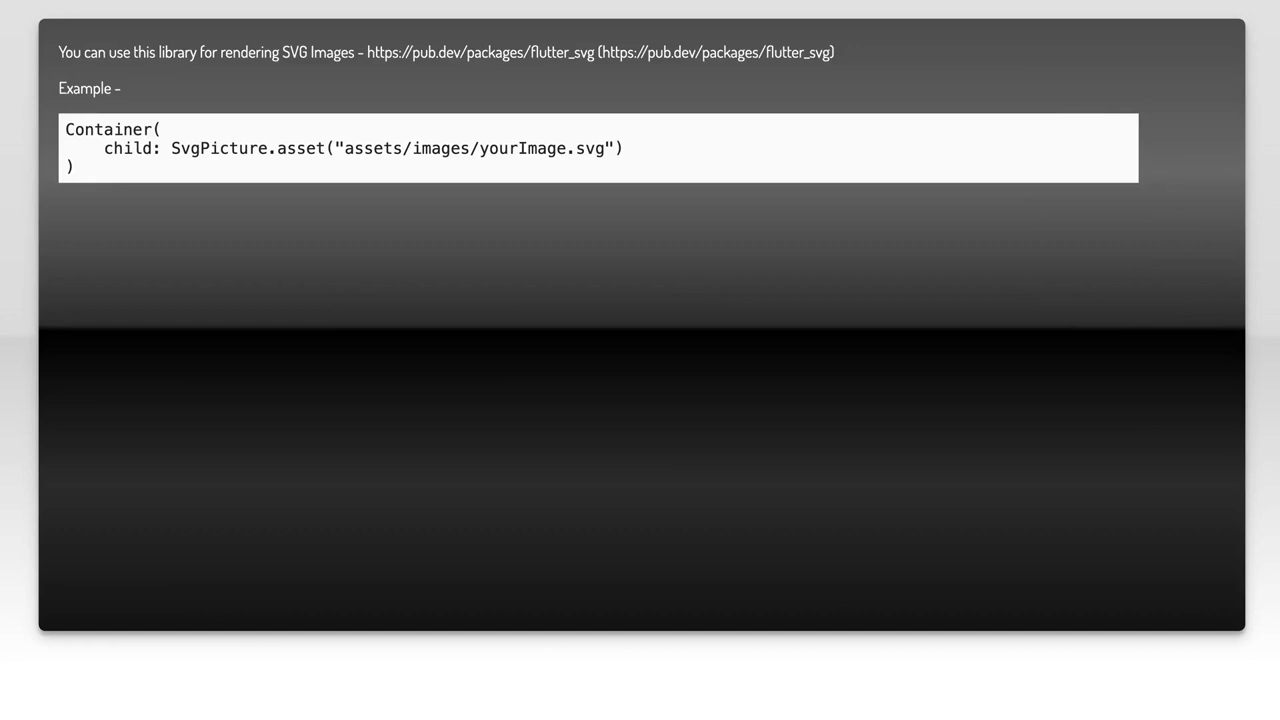 You can use this library for rendering SVG Images - https://pub.dev/packages/flutter_svg (https://pub.dev/packages/flutter_svg)
Example -
Container(
    child: SvgPicture.asset("assets/images/yourImage.svg")
)